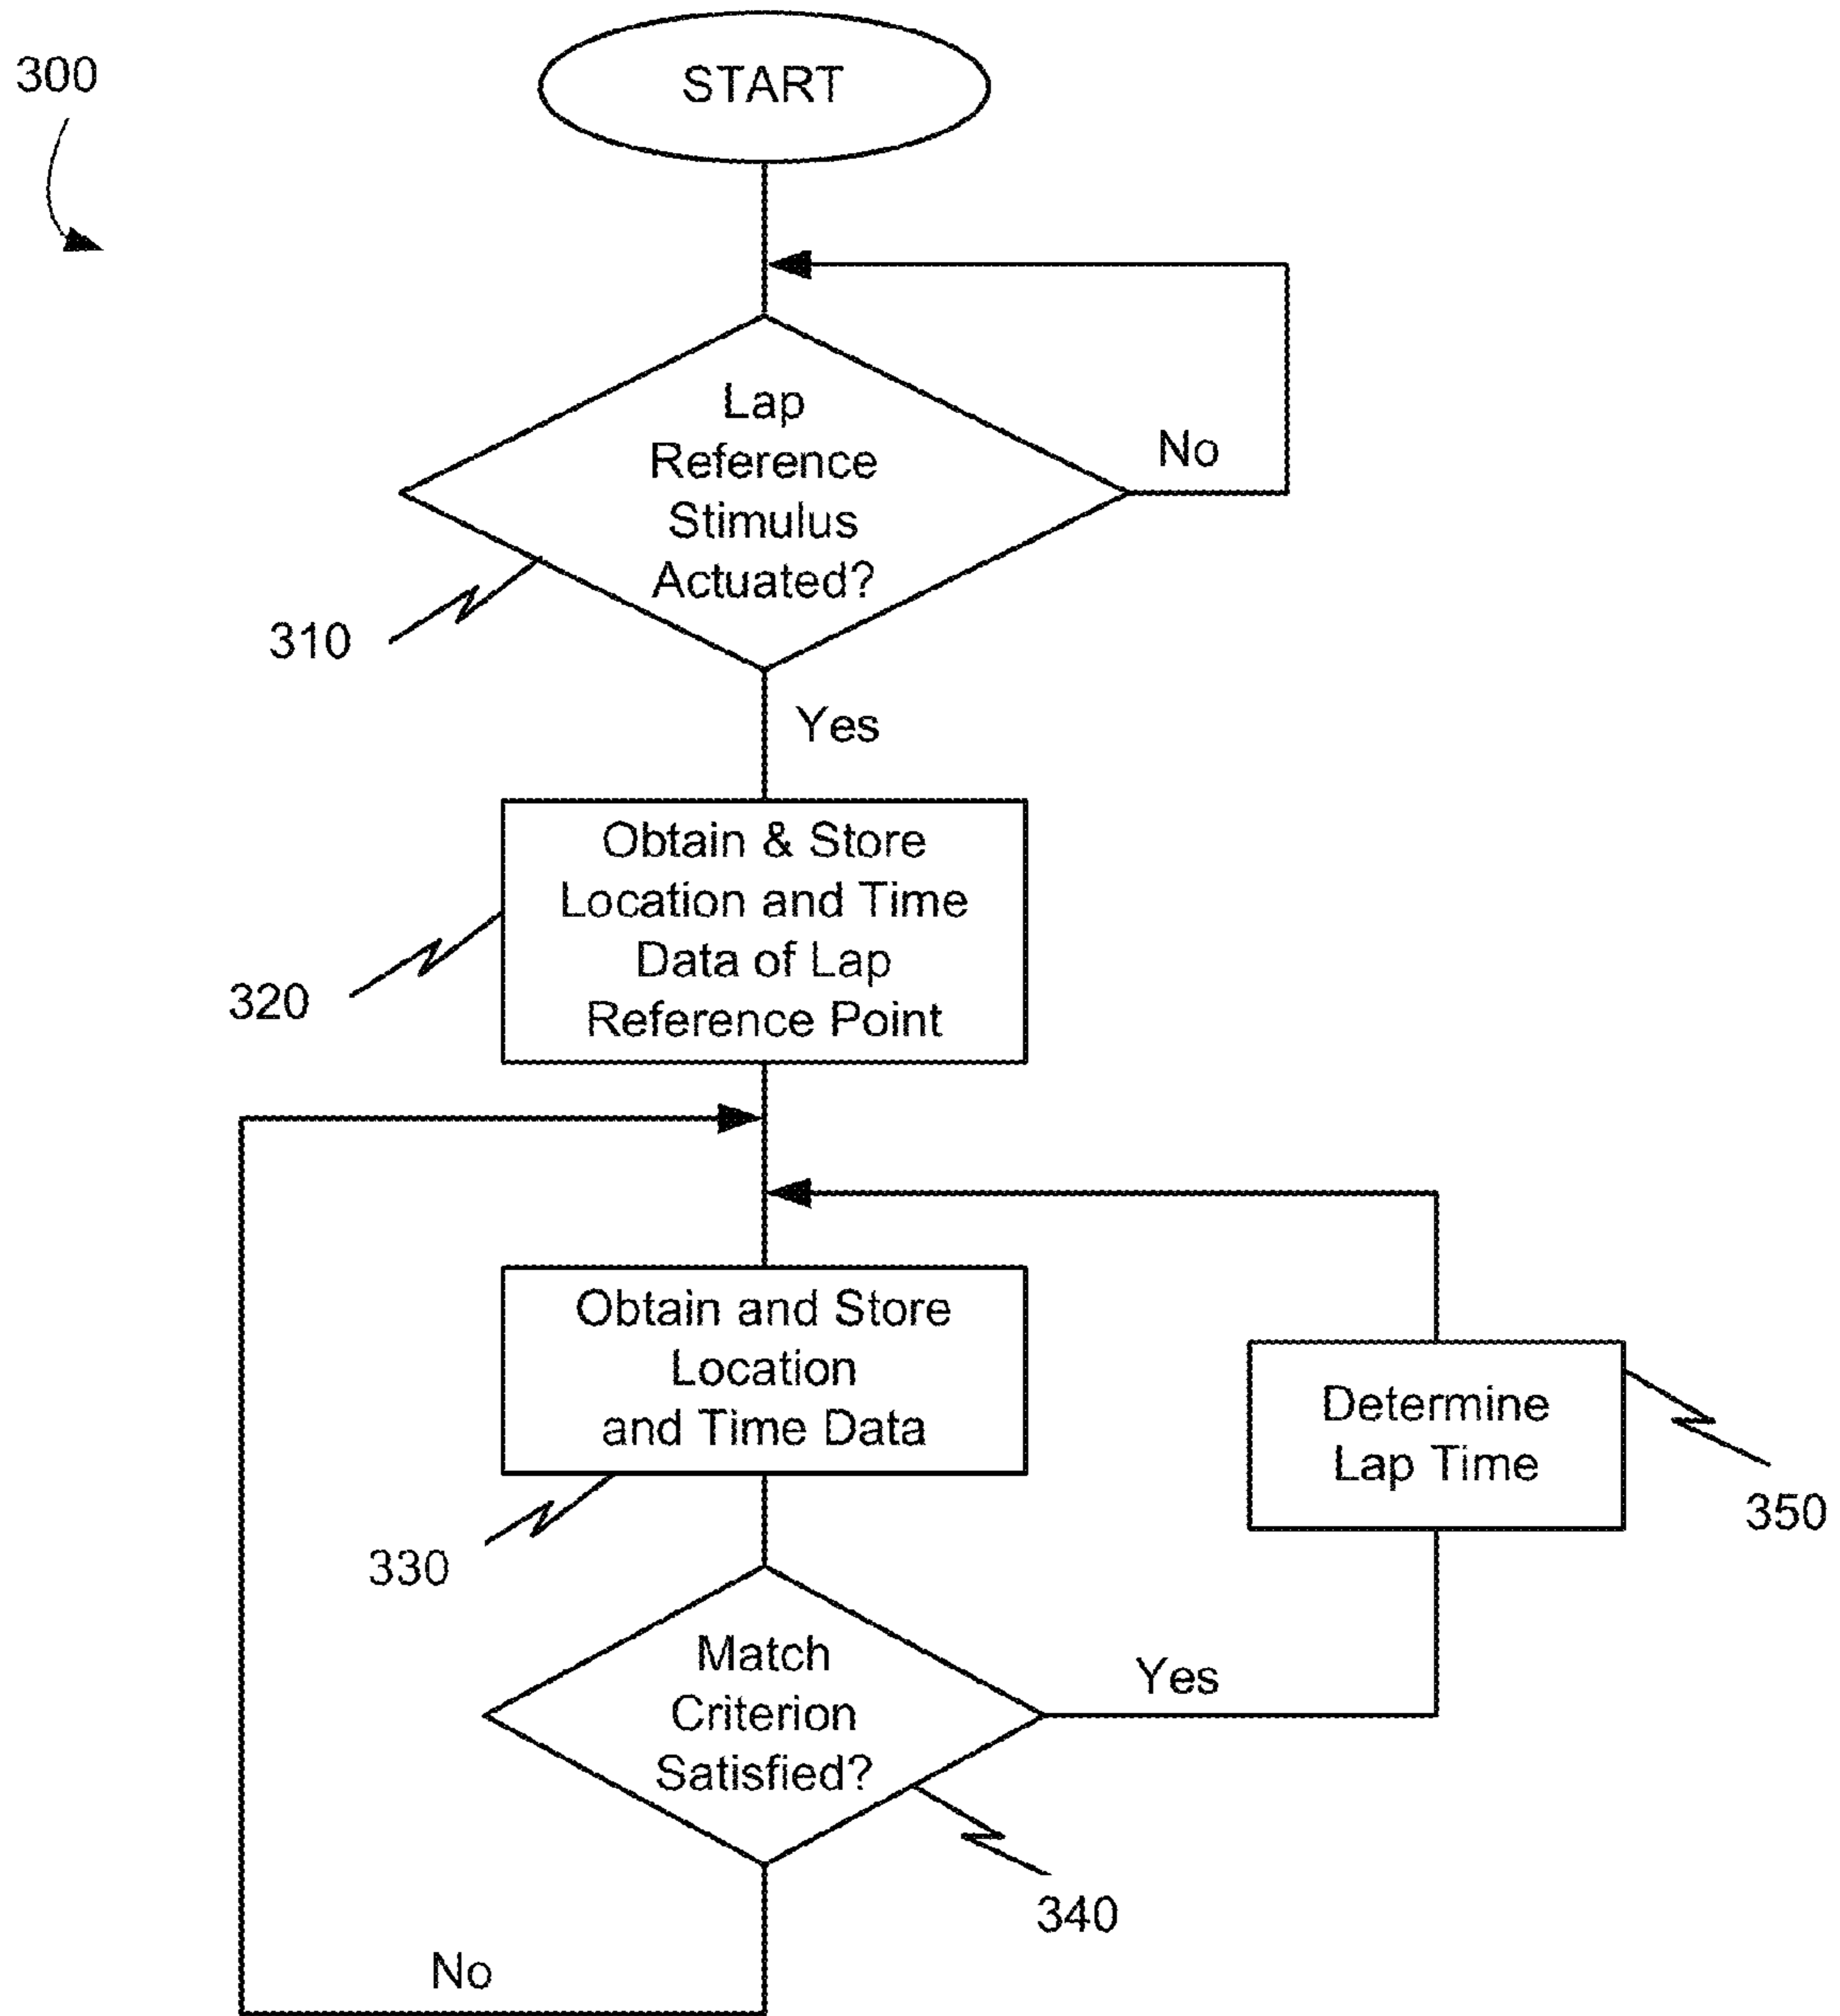 300
START
Lap
Reference
Stimulus
Actuated?
No
310
Yes
Obtain & Store
Location and Time
Data of Lap
Reference Point
320
Obtain and Store
Location
and Time Data
330
Determine
Lap Time
350
Match
Criterion
Satisfied?
Yes
340
No